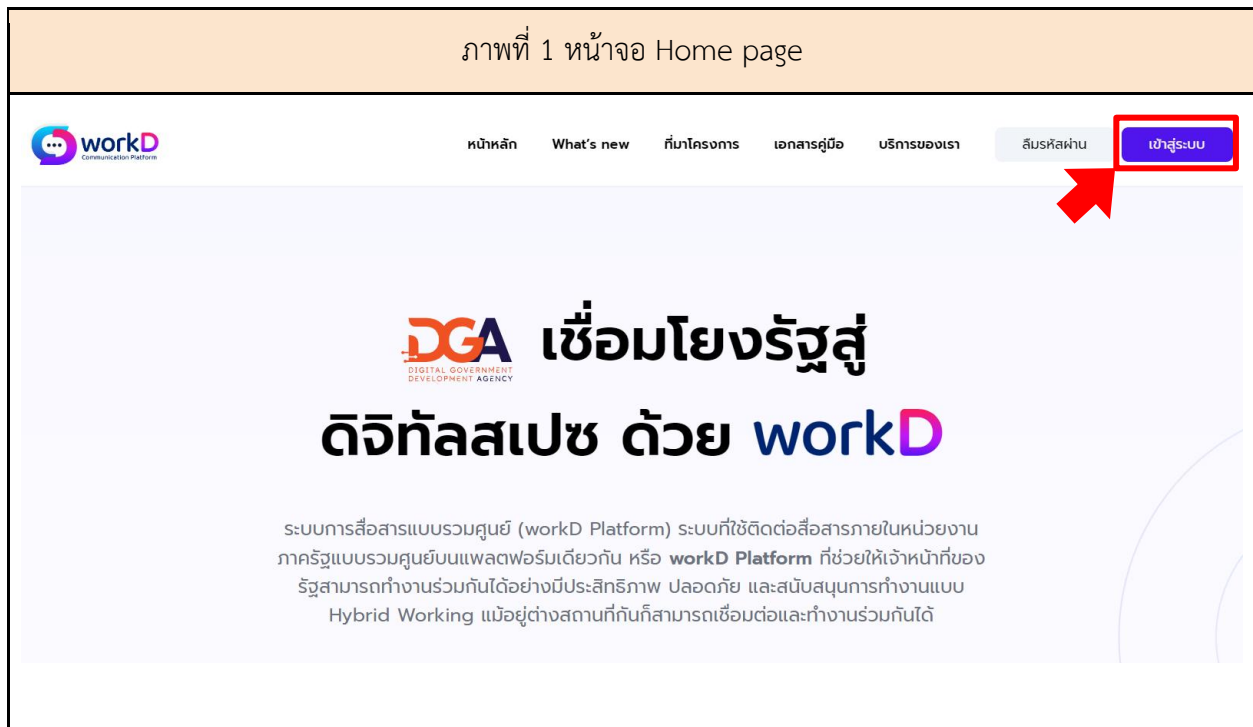 ภาพที่ 1 หน้าจอ Home page
workD
Communication Platform
หน้าหลัก What's new ที่มาโครงการ เอกสารคู่มือ บริการของเรา ลืมรหัสผ่าน เข้าสู่ระบบ
DGA เชื่อมโยงรัฐสู่
DIGITAL GOVERNMENT
DEVELOPMENT AGENCY
ดิจิทัลสเปซ ด้วย workD
ระบบการสื่อสารแบบรวมศูนย์ (workD Platform) ระบบที่ใช้ติดต่อสื่อสารภายในหน่วยงาน
ภาครัฐแบบรวมศูนย์บนแพลตฟอร์มเดียวกัน หรือ workD Platform ที่ช่วยให้เจ้าหน้าที่ของ
รัฐสามารถทำงานร่วมกันได้อย่างมีประสิทธิภาพ ปลอดภัย และสนับสนุนการทำงานแบบ
Hybrid Working แม้อยู่ต่างสถานที่กันก็สามารถเชื่อมต่อและทำงานร่วมกันได้